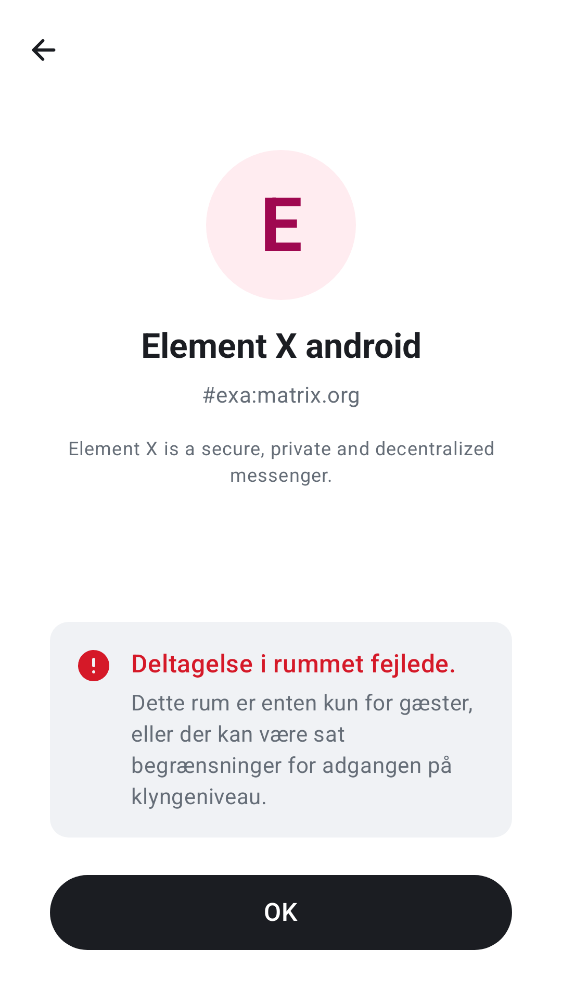 E
Element X android
#exa:matrix.org
Element X is a secure, private and decentralized
messenger.
Deltagelse i rummet fejlede.
Dette rum er enten kun for gæster,
eller der kan være sat
begrænsninger for adgangen på
klyngeniveau.
OK